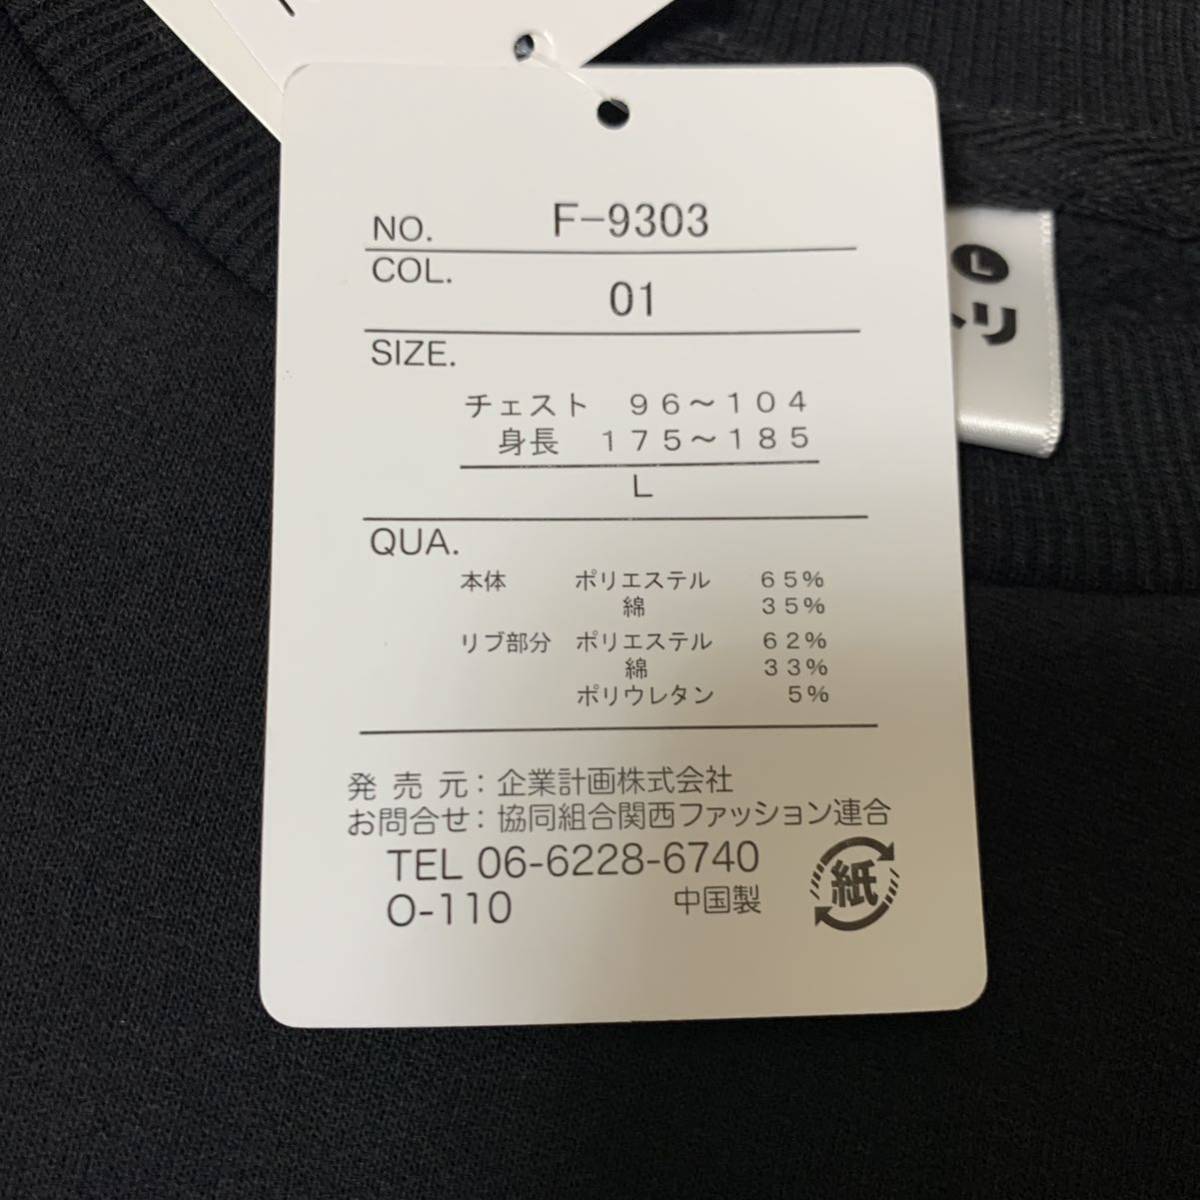 NO. F-9303
COL.
01
SIZE.
チェスト 96～104
身長 175～185
L
QUA.
本体 ポリエステル 65%
綿 35%
リブ部分 ポリエステル 62%
綿 33%
ポリウレタン 5%
発売元：企業計画株式会社
お問合せ：協同組合関西ファッション連合
TEL 06-6228-6740
O-110 中国製
紙
L
トリ